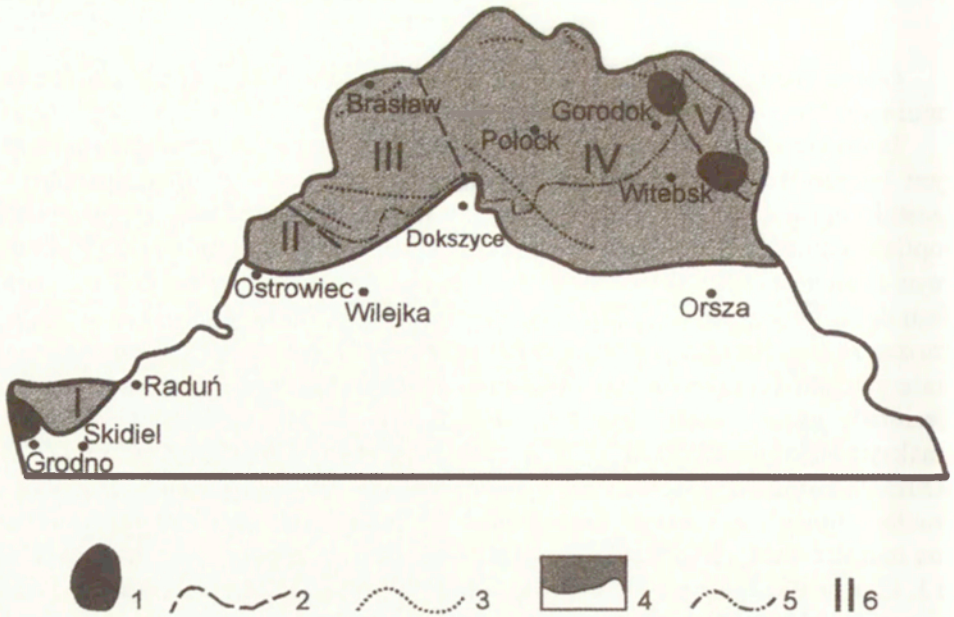 Brasław
Gorodok
V
Połock
III
IV
Witebsk
II
Dokszyce
Ostrowiec
Wilejka
Orsza
Raduń
I
Skidiel
Grodno
1 2 3 4 5 II 6